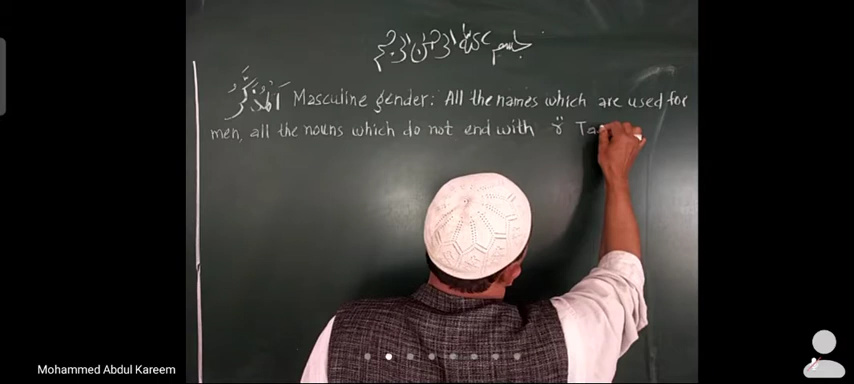 بسم الله الرحمن الرحيم
اَلْمُذَكَّرُ Masculine gender: All the names which are used for
men, all the nouns which do not end with ة Ta
Mohammed Abdul Kareem